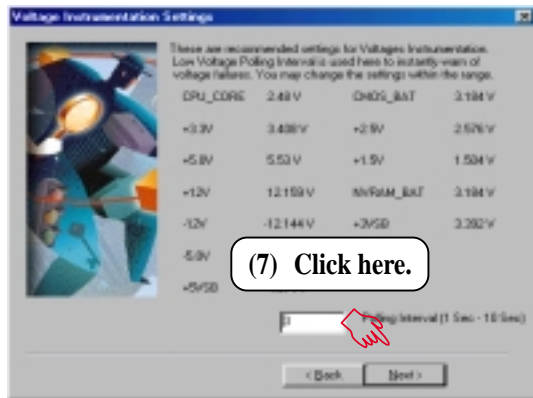 Voltage Instrumentation Settings
These are recommended settings for Voltages Instrumentation.
Low Voltage Polling Interval is used here to instantly warn of
voltage failures. You may change the settings within the range.
CPU_CORE 2.48 V CMOS_BAT 3.184 V
+3.3V 3.408 V +2.5V 2.576 V
+5.0V 5.53 V +1.5V 1.584 V
+12V 12.159 V NVRAM_BAT 3.184 V
-12V -12.144 V +3VSB 3.392 V
-5.0V
(7) Click here.
+5VSB
Polling Interval (1 Sec - 10 Sec)
< Back Next >